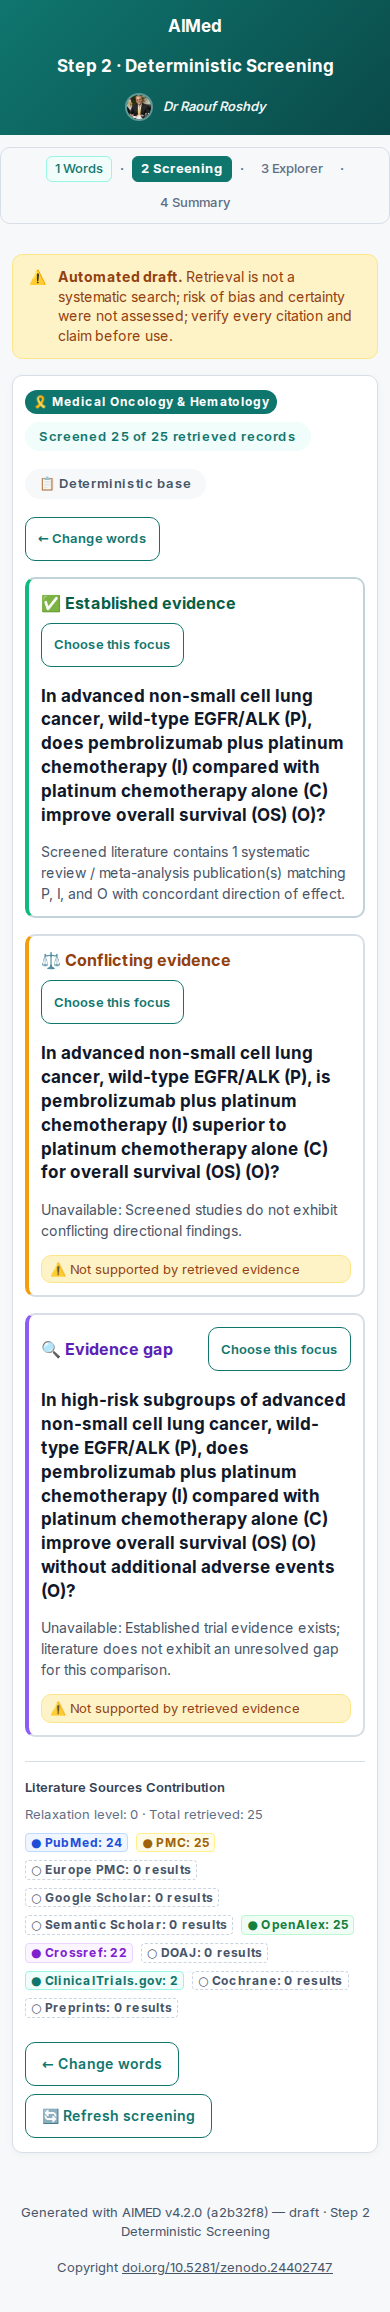 AIMed
Step 2 · Deterministic Screening
Dr Raouf Roshdy
1 Words · 2 Screening · 3 Explorer ·
4 Summary
⚠️ Automated draft. Retrieval is not a
systematic search; risk of bias and certainty
were not assessed; verify every citation and
claim before use.
🎗️ Medical Oncology & Hematology
Screened 25 of 25 retrieved records
📋 Deterministic base
← Change words
✅ Established evidence
Choose this focus
In advanced non-small cell lung
cancer, wild-type EGFR/ALK (P),
does pembrolizumab plus platinum
chemotherapy (I) compared with
platinum chemotherapy alone (C)
improve overall survival (OS) (O)?
Screened literature contains 1 systematic
review / meta-analysis publication(s) matching
P, I, and O with concordant direction of effect.
⚖️ Conflicting evidence
Choose this focus
In advanced non-small cell lung
cancer, wild-type EGFR/ALK (P), is
pembrolizumab plus platinum
chemotherapy (I) superior to
platinum chemotherapy alone (C)
for overall survival (OS) (O)?
Unavailable: Screened studies do not exhibit
conflicting directional findings.
⚠️ Not supported by retrieved evidence
🔍 Evidence gap
Choose this focus
In high-risk subgroups of advanced
non-small cell lung cancer, wild-
type EGFR/ALK (P), does
pembrolizumab plus platinum
chemotherapy (I) compared with
platinum chemotherapy alone (C)
improve overall survival (OS) (O)
without additional adverse events
(O)?
Unavailable: Established trial evidence exists;
literature does not exhibit an unresolved gap
for this comparison.
⚠️ Not supported by retrieved evidence
Literature Sources Contribution
Relaxation level: 0 · Total retrieved: 25
● PubMed: 24 ● PMC: 25
○ Europe PMC: 0 results
○ Google Scholar: 0 results
○ Semantic Scholar: 0 results ● OpenAlex: 25
● Crossref: 22 ○ DOAJ: 0 results
● ClinicalTrials.gov: 2 ○ Cochrane: 0 results
○ Preprints: 0 results
← Change words
🔄 Refresh screening
Generated with AIMED v4.2.0 (a2b32f8) — draft · Step 2
Deterministic Screening
Copyright doi.org/10.5281/zenodo.24402747